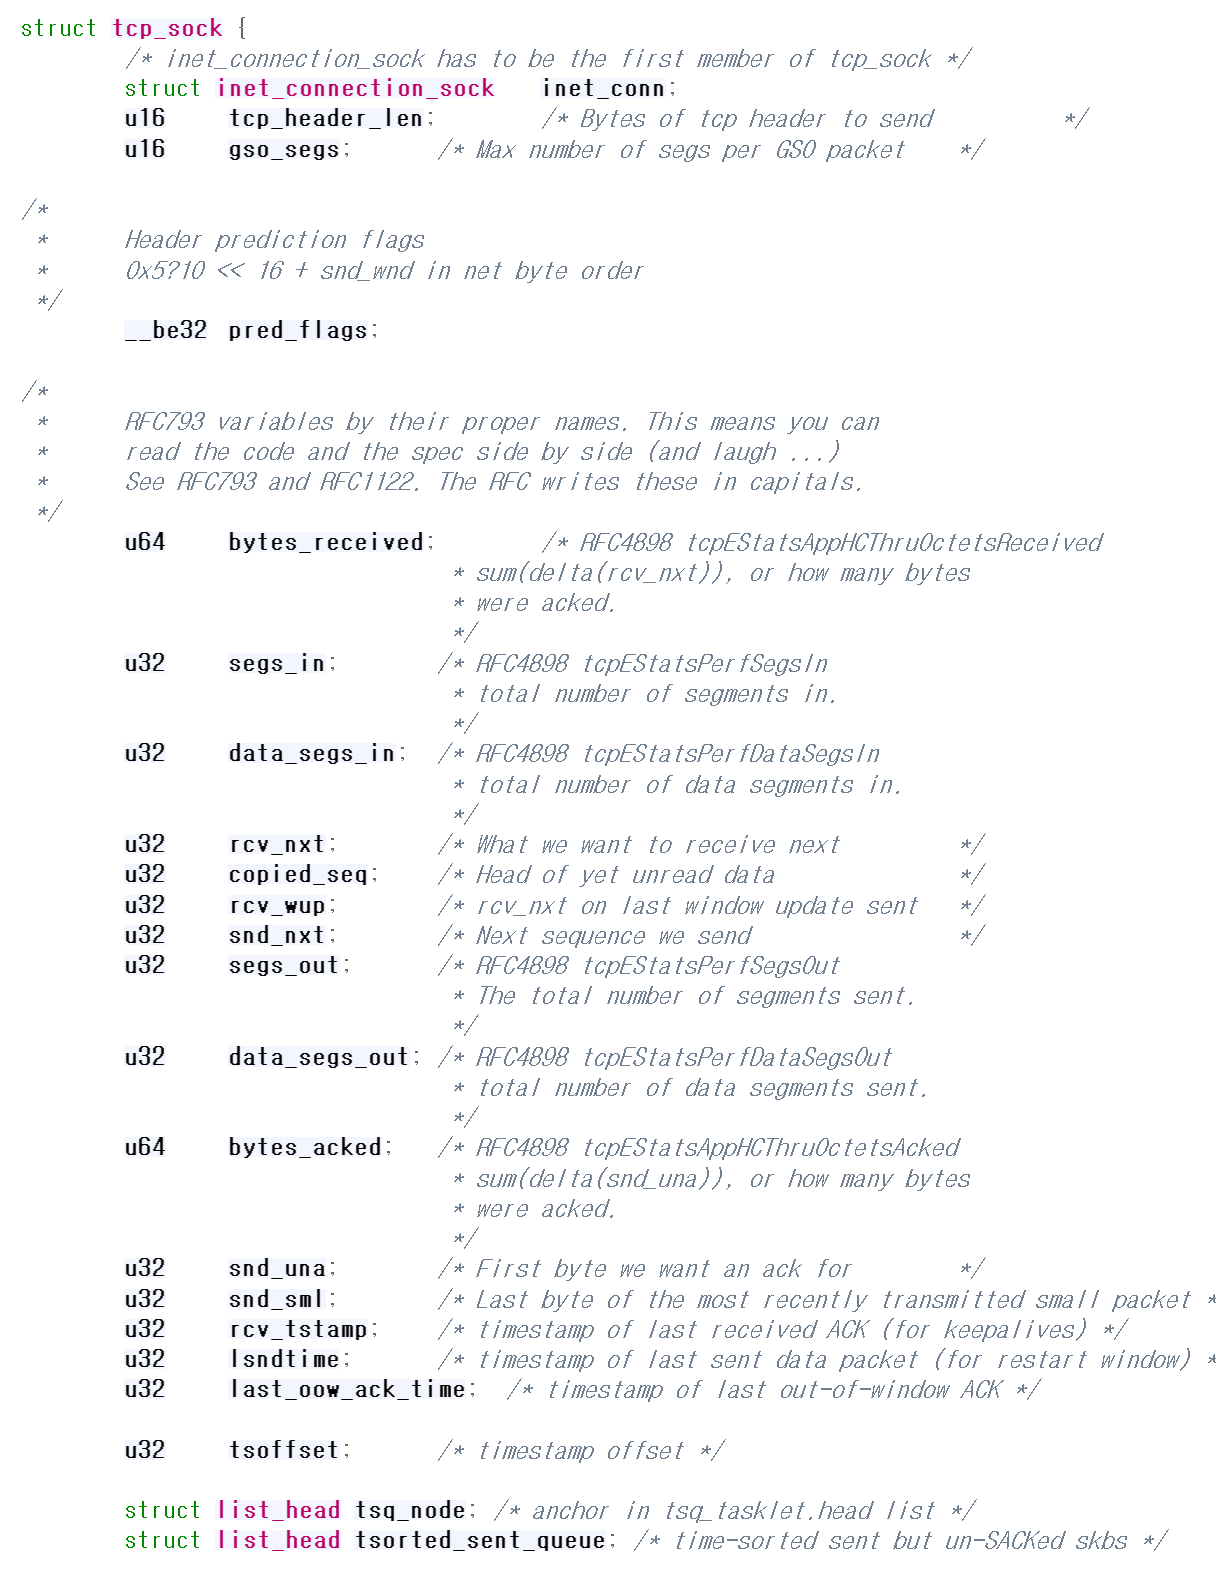 struct tcp_sock {
/* inet_connection_sock has to be the first member of tcp_sock */
struct inet_connection_sock inet_conn;
u16 tcp_header_len; /* Bytes of tcp header to send */
u16 gso_segs; /* Max number of segs per GSO packet */
/*
* Header prediction flags
* 0x5?10 << 16 + snd_wnd in net byte order
*/
__be32 pred_flags;
/*
* RFC793 variables by their proper names. This means you can
* read the code and the spec side by side (and laugh ...)
* See RFC793 and RFC1122. The RFC writes these in capitals.
*/
u64 bytes_received; /* RFC4898 tcpEStatsAppHCThruOctetsReceived
* sum(delta(rcv_nxt)), or how many bytes
* were acked.
*/
u32 segs_in; /* RFC4898 tcpEStatsPerfSegsIn
* total number of segments in.
*/
u32 data_segs_in; /* RFC4898 tcpEStatsPerfDataSegsIn
* total number of data segments in.
*/
u32 rcv_nxt; /* What we want to receive next */
u32 copied_seq; /* Head of yet unread data */
u32 rcv_wup; /* rcv_nxt on last window update sent */
u32 snd_nxt; /* Next sequence we send */
u32 segs_out; /* RFC4898 tcpEStatsPerfSegsOut
* The total number of segments sent.
*/
u32 data_segs_out; /* RFC4898 tcpEStatsPerfDataSegsOut
* total number of data segments sent.
*/
u64 bytes_acked; /* RFC4898 tcpEStatsAppHCThruOctetsAcked
* sum(delta(snd_una)), or how many bytes
* were acked.
*/
u32 snd_una; /* First byte we want an ack for */
u32 snd_sml; /* Last byte of the most recently transmitted small packet *
u32 rcv_tstamp; /* timestamp of last received ACK (for keepalives) */
u32 lsndtime; /* timestamp of last sent data packet (for restart window) *
u32 last_oow_ack_time; /* timestamp of last out-of-window ACK */
u32 tsoffset; /* timestamp offset */
struct list_head tsq_node; /* anchor in tsq_tasklet.head list */
struct list_head tsorted_sent_queue; /* time-sorted sent but un-SACKed skbs */